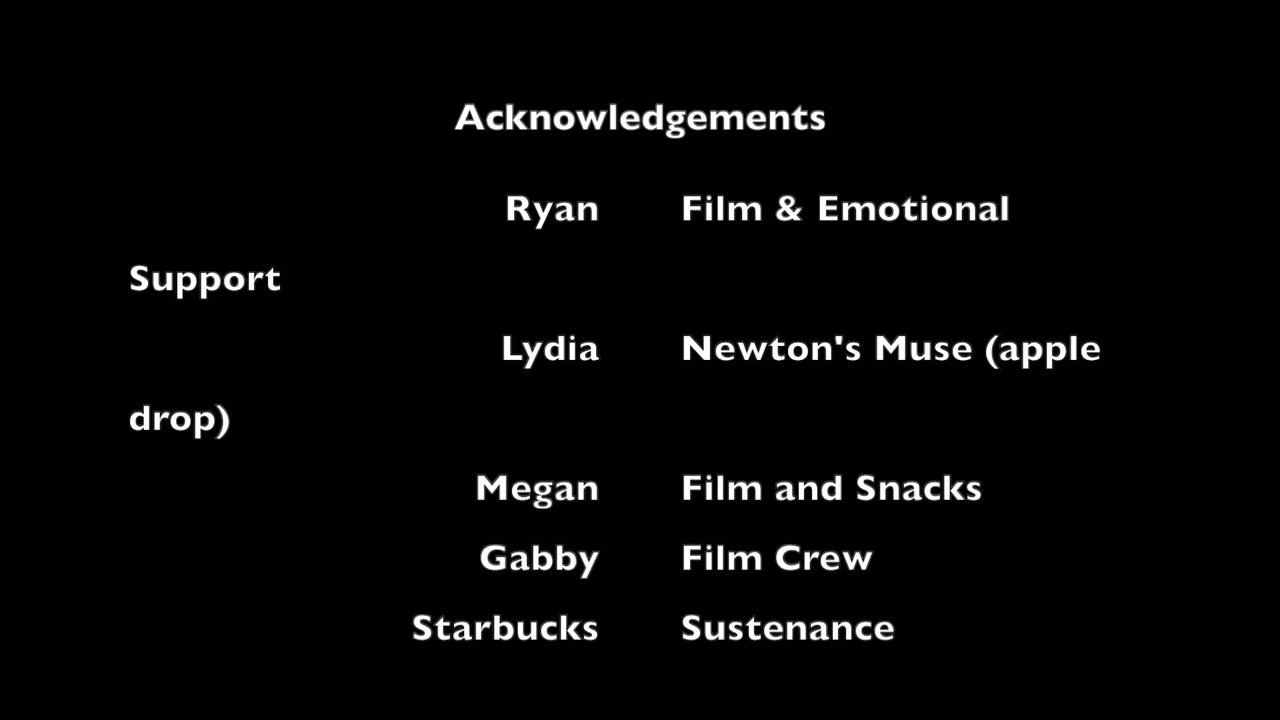 Acknowledgements
Ryan Film & Emotional
Support
Lydia Newton's Muse (apple
drop)
Megan Film and Snacks
Gabby Film Crew
Starbucks Sustenance